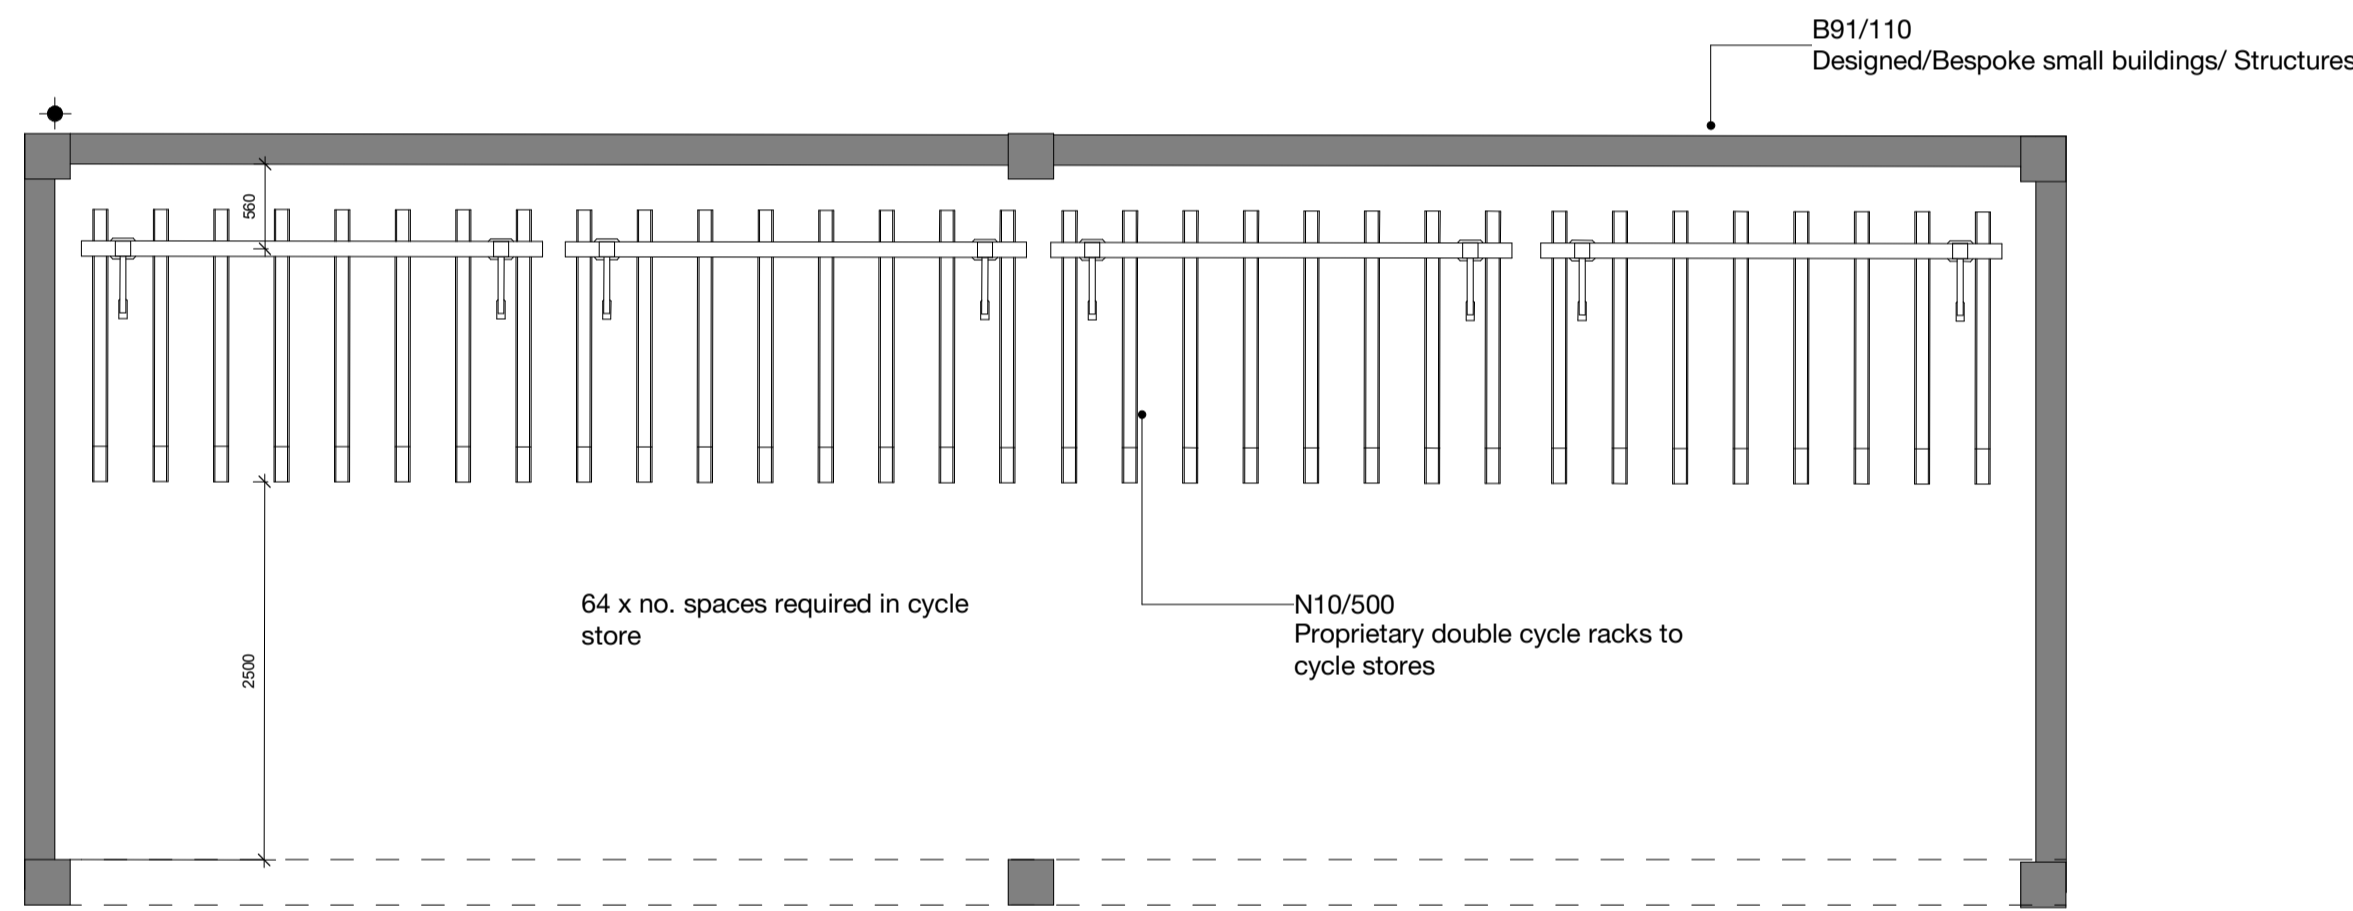 B91/110
Designed/Bespoke small buildings/ Structures
560
64 x no. spaces required in cycle
store
N10/500
Proprietary double cycle racks to
cycle stores
2500